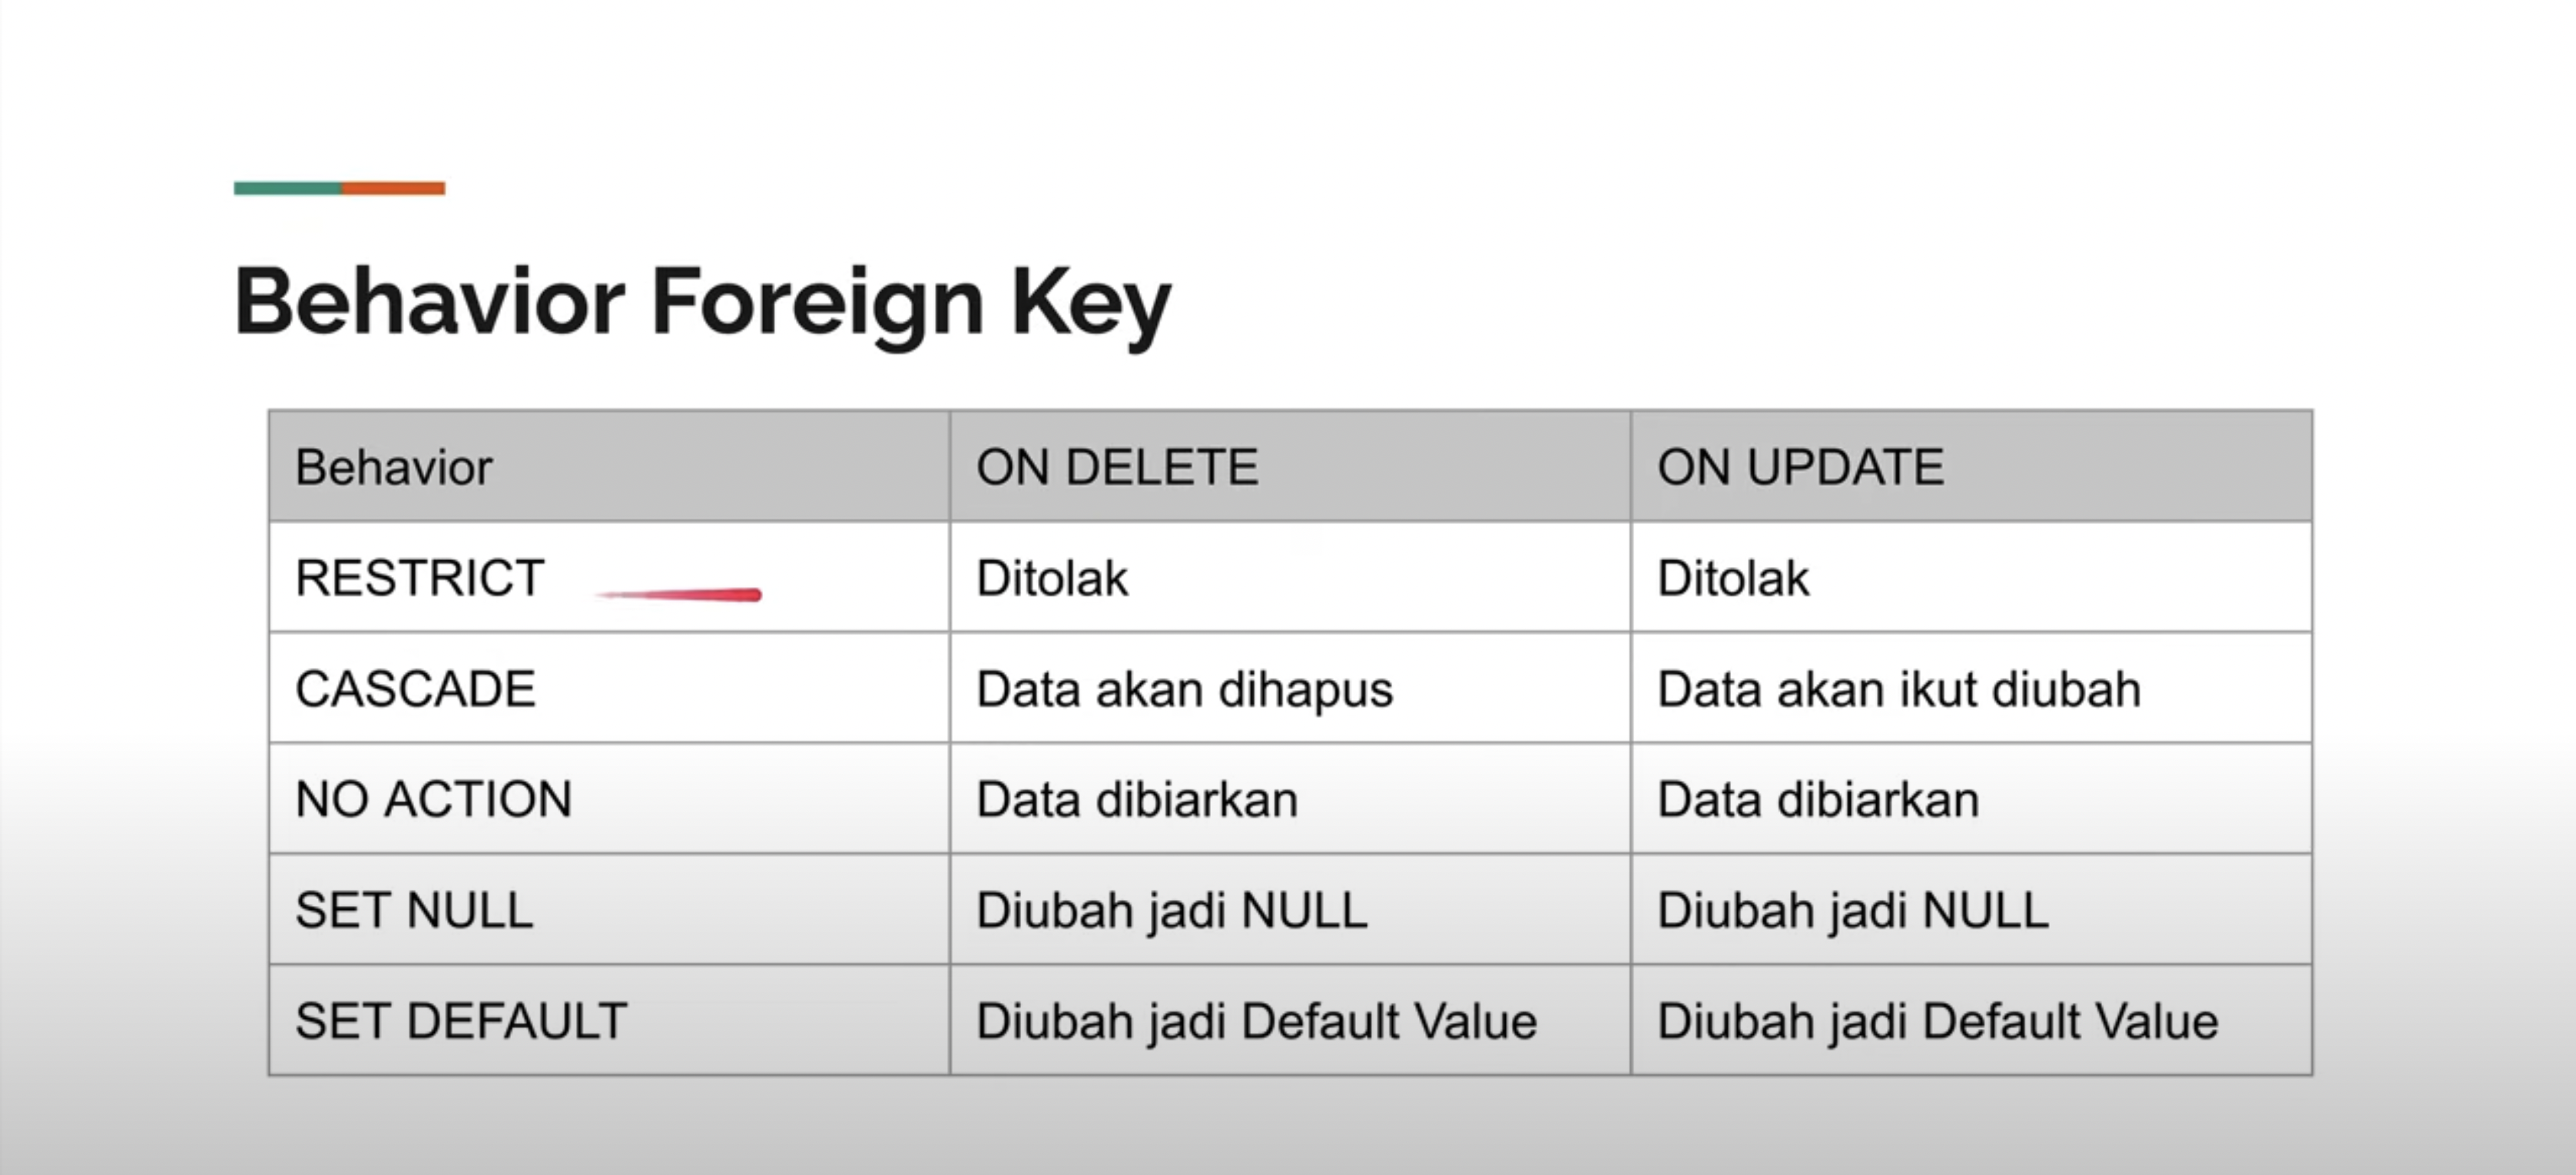 Behavior Foreign Key
Behavior ON DELETE ON UPDATE
RESTRICT Ditolak Ditolak
CASCADE Data akan dihapus Data akan ikut diubah
NO ACTION Data dibiarkan Data dibiarkan
SET NULL Diubah jadi NULL Diubah jadi NULL
SET DEFAULT Diubah jadi Default Value Diubah jadi Default Value